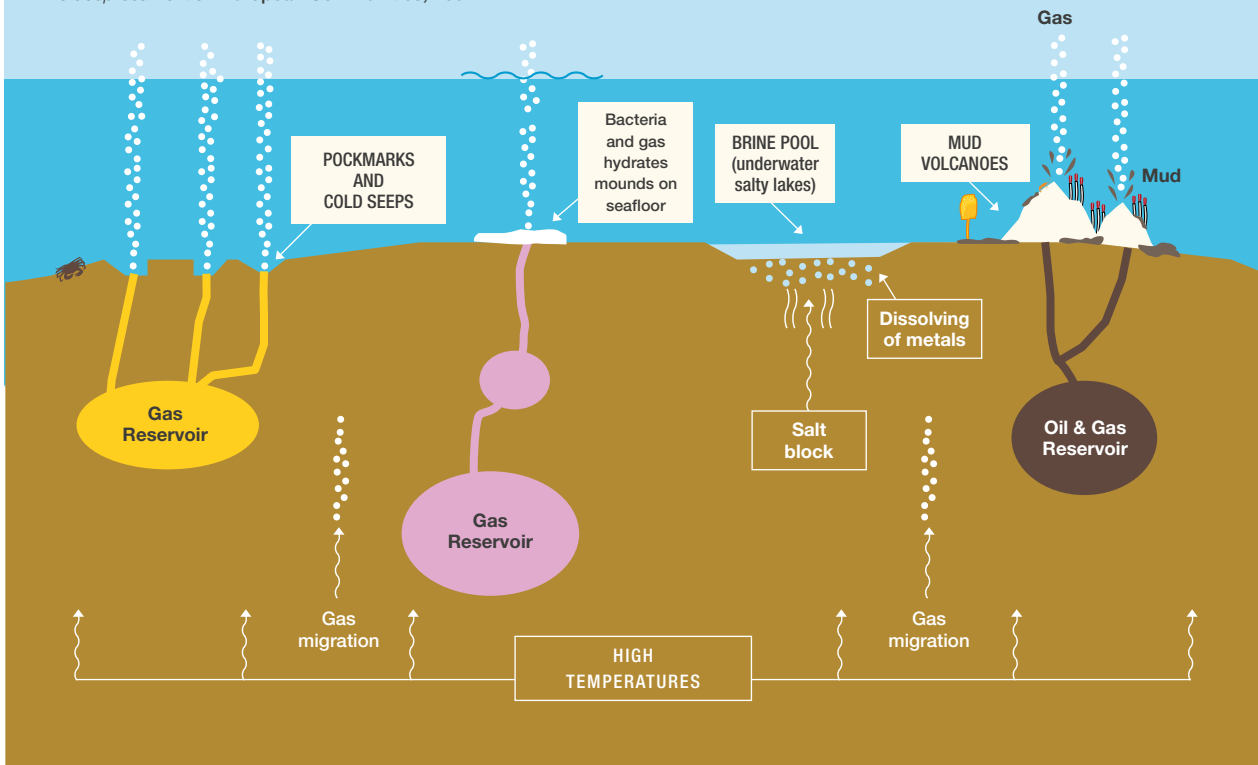 Gas
POCKMARKS
AND
COLD SEEPS
Bacteria
and gas
hydrates
mounds on
seafloor
BRINE POOL
(underwater
salty lakes)
MUD
VOLCANOES
Mud
Dissolving
of metals
Gas
Reservoir
Salt
block
Oil & Gas
Reservoir
Gas
Reservoir
Gas
migration
Gas
migration
HIGH
TEMPERATURES